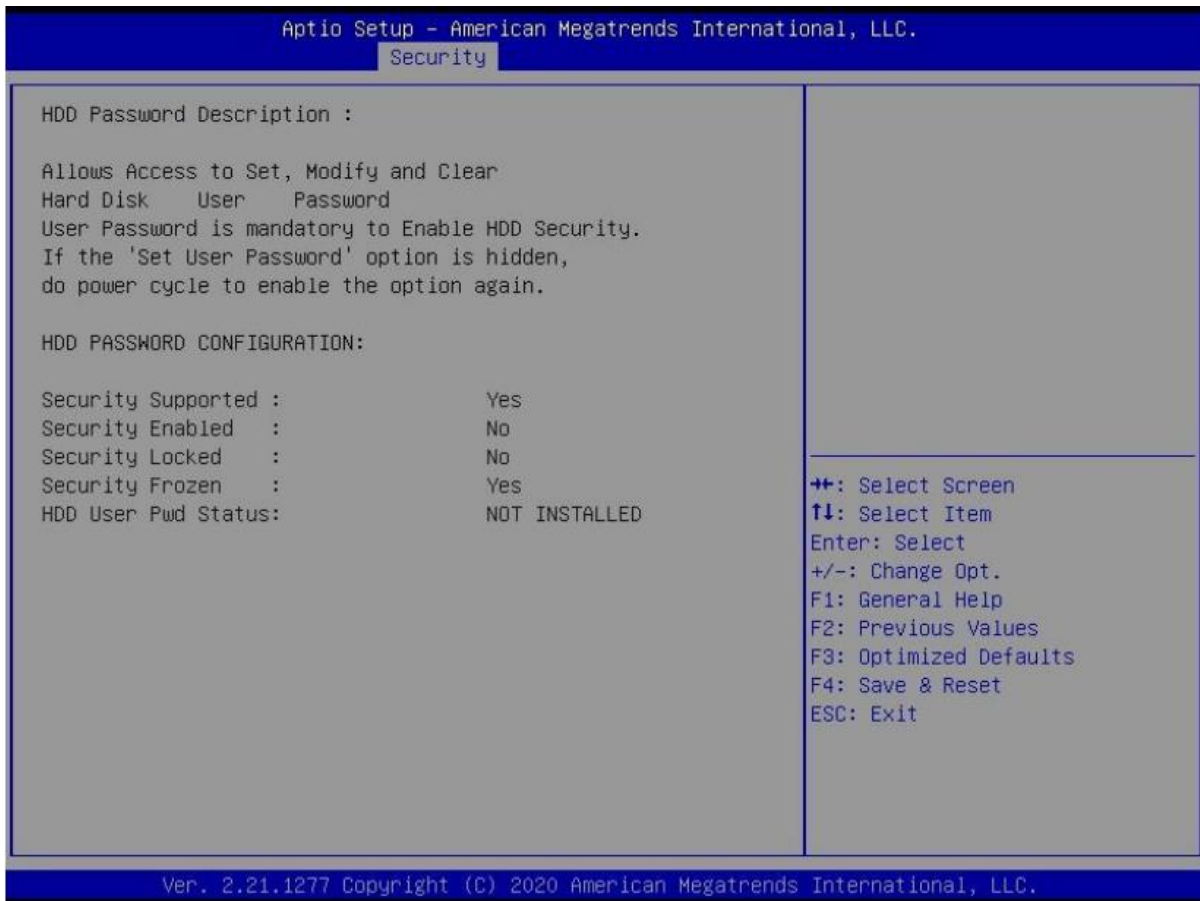 Aptio Setup – American Megatrends International, LLC.
Security
HDD Password Description :
Allows Access to Set, Modify and Clear
Hard Disk User Password
User Password is mandatory to Enable HDD Security.
If the 'Set User Password' option is hidden,
do power cycle to enable the option again.
HDD PASSWORD CONFIGURATION:
Security Supported : Yes
Security Enabled : No
Security Locked : No
Security Frozen : Yes
HDD User Pwd Status: NOT INSTALLED
→←: Select Screen
↑↓: Select Item
Enter: Select
+/-: Change Opt.
F1: General Help
F2: Previous Values
F3: Optimized Defaults
F4: Save & Reset
ESC: Exit
Ver. 2.21.1277 Copyright (C) 2020 American Megatrends International, LLC.